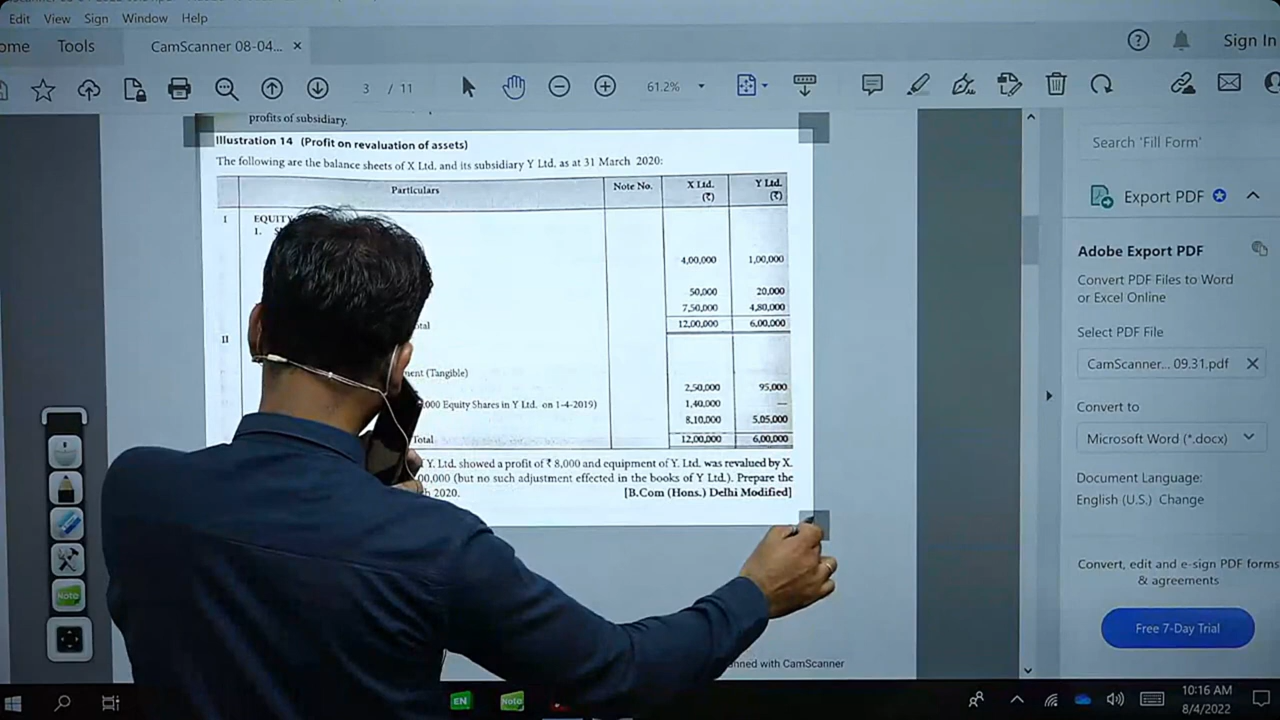 Edit View Sign Window Help
ome Tools CamScanner 08-04... ×
Sign In
3 / 11
61.2%
profits of subsidiary.
Illustration 14 (Profit on revaluation of assets)
The following are the balance sheets of X Ltd. and its subsidiary Y Ltd. as at 31 March 2020:
Particulars Note No. X Ltd. (₹) Y Ltd. (₹)
I EQUITY
1.
4,00,000 1,00,000
50,000 20,000
7,50,000 4,80,000
tal 12,00,000 6,00,000
II
ment (Tangible)
2,50,000 95,000
,000 Equity Shares in Y Ltd. on 1-4-2019) 1,40,000 —
8,10,000 5,05,000
Total 12,00,000 6,00,000
Y. Ltd. showed a profit of ₹ 8,000 and equipment of Y. Ltd. was revalued by X.
00,000 (but no such adjustment effected in the books of Y Ltd.). Prepare the
h 2020. [B.Com (Hons.) Delhi Modified]
nned with CamScanner
Search 'Fill Form'
Export PDF
Adobe Export PDF
Convert PDF Files to Word
or Excel Online
Select PDF File
CamScanner... 09.31.pdf
Convert to
Microsoft Word (*.docx)
Document Language:
English (U.S.) Change
Convert, edit and e-sign PDF forms
& agreements
Free 7-Day Trial
Note
EN
Note
10:16 AM
8/4/2022